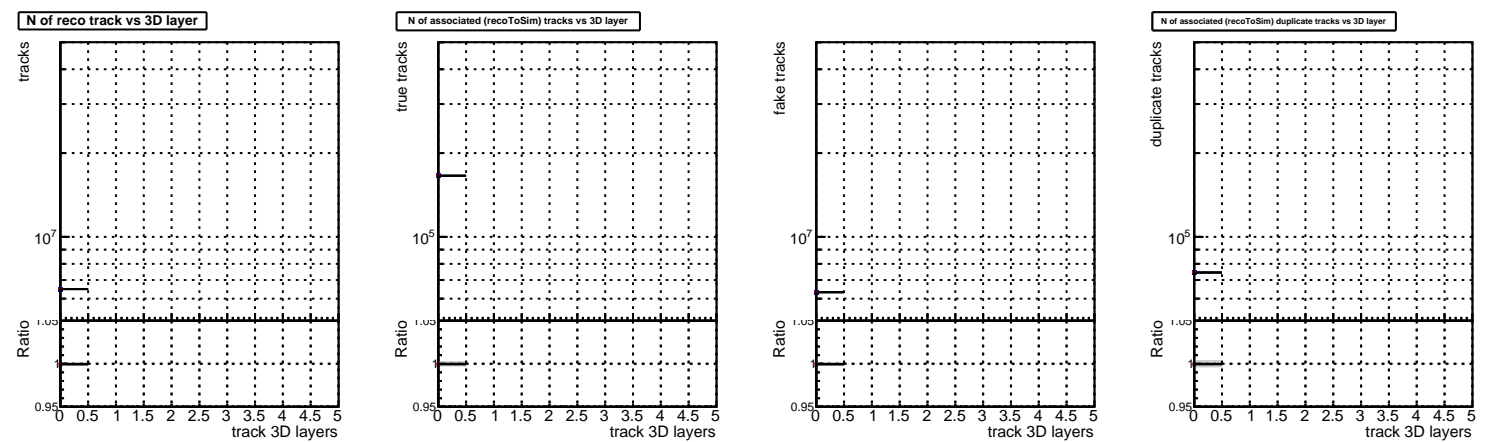 N of reco track vs 3D layer
tracks
10^7
1.05
Ratio
1
0.95
0 0.5 1 1.5 2 2.5 3 3.5 4 4.5 5
track 3D layers
N of associated (recoToSim) tracks vs 3D layer
true tracks
10^5
1.05
Ratio
1
0.95
0 0.5 1 1.5 2 2.5 3 3.5 4 4.5 5
track 3D layers
fake tracks
10^7
1.05
Ratio
1
0.95
0 0.5 1 1.5 2 2.5 3 3.5 4 4.5 5
track 3D layers
N of associated (recoToSim) duplicate tracks vs 3D layer
duplicate tracks
10^5
1.05
Ratio
1
0.95
0 0.5 1 1.5 2 2.5 3 3.5 4 4.5 5
track 3D layers